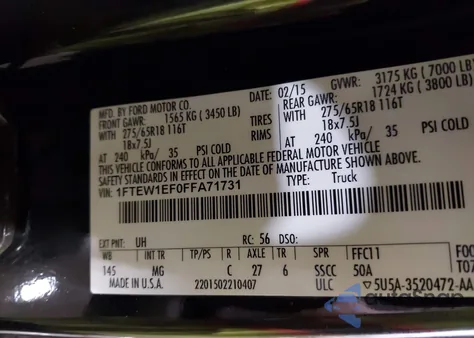 MFD. BY FORD MOTOR CO.
DATE: 02/15 GVWR: 3175 KG (7000 LB)
FRONT GAWR: 1565 KG (3450 LB) REAR GAWR: 1724 KG (3800 LB)
WITH 275/65R18 116T TIRES WITH 275/65R18 116T
18x7.5J RIMS 18x7.5J
AT 240 kPa/ 35 PSI COLD AT 240 kPa/ 35 PSI COLD
THIS VEHICLE CONFORMS TO ALL APPLICABLE FEDERAL MOTOR VEHICLE
SAFETY STANDARDS IN EFFECT ON THE DATE OF MANUFACTURE SHOWN ABOVE.
VIN: 1FTEW1EF0FFA71731 TYPE: Truck
EXT PNT: UH RC: 56 DSO:
WB INT TR TP/PS R AXLE TR SPR FFC11
145 MG C 27 6 SSCC 50A
MADE IN U.S.A. 2201502210407 ULC ▽5U5A-3520472-AA
autoSnap